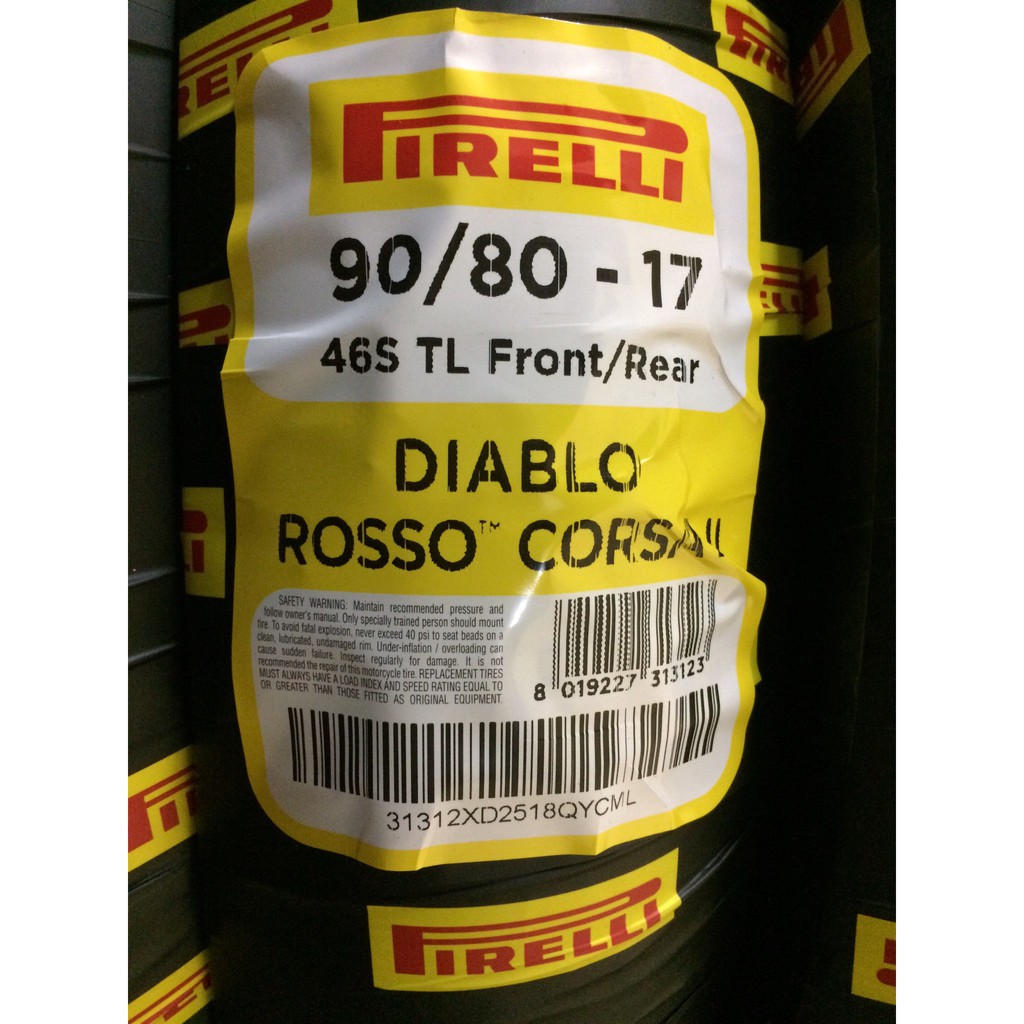 PIRELLI
90/80 - 17
46S TL Front/Rear
DIABLO
ROSSO™ CORSA II
SAFETY WARNING: Maintain recommended pressure and
follow owner's manual. Only specially trained person should mount
tire. To avoid fatal explosion, never exceed 40 psi to seat beads on a
clean, lubricated, undamaged rim. Under-inflation / overloading can
cause sudden failure. Inspect regularly for damage. It is not
recommended the repair of this motorcycle tire. REPLACEMENT TIRES
MUST ALWAYS HAVE A LOAD INDEX AND SPEED RATING EQUAL TO
OR GREATER THAN THOSE FITTED AS ORIGINAL EQUIPMENT.
8 019227 313123
31312XD2518QYCML
PIRELLI